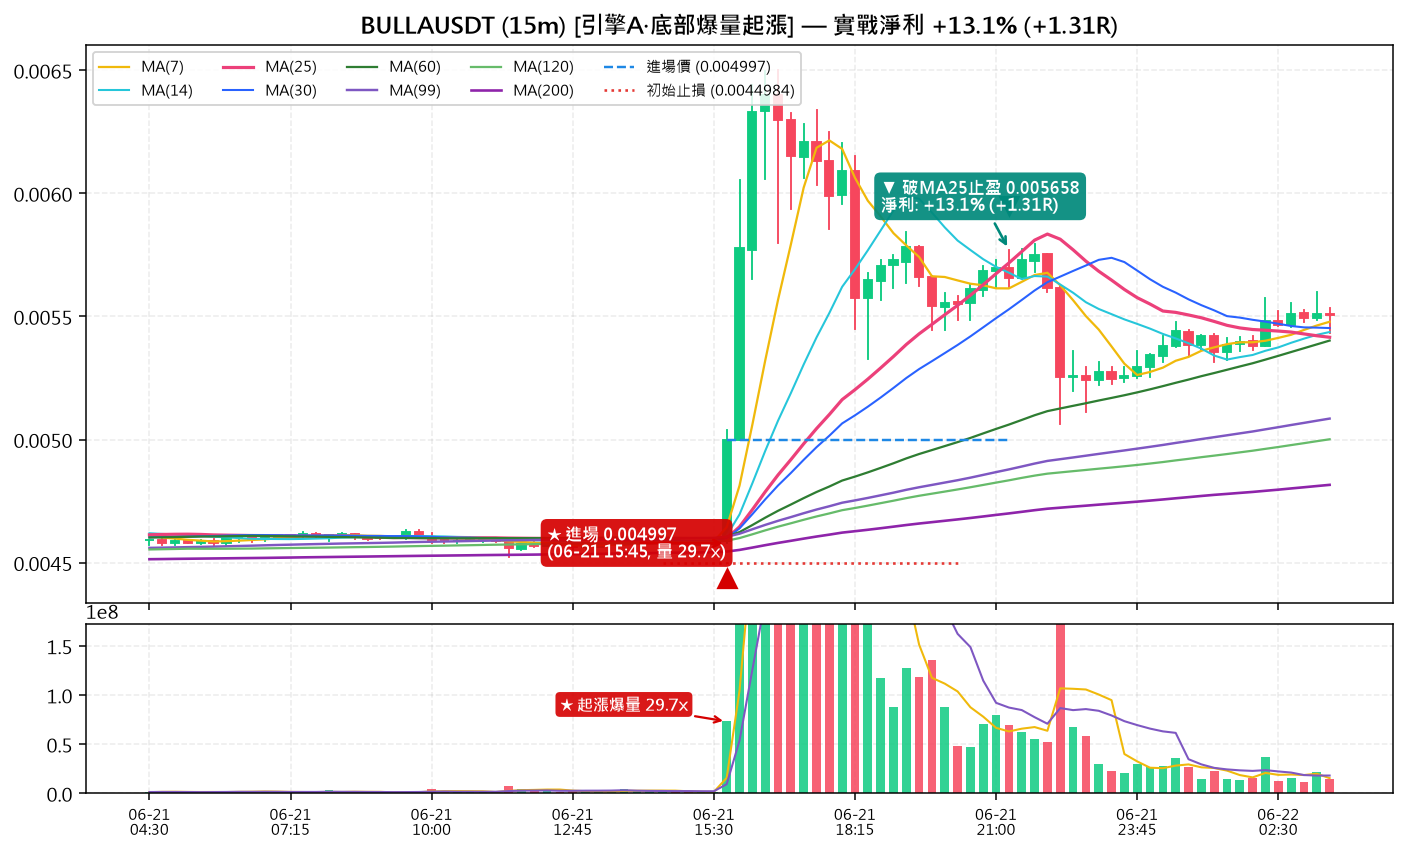 BULLAUSDT (15m) [引擎A·底部爆量起漲] — 實戰淨利 +13.1% (+1.31R)
MA(7) MA(25) MA(60) MA(120) 進場價 (0.004997)
MA(14) MA(30) MA(99) MA(200) 初始止損 (0.0044984)
0.0065
0.0060
0.0055
0.0050
0.0045
▼ 破MA25止盈 0.005658
淨利: +13.1% (+1.31R)
★ 進場 0.004997
(06-21 15:45, 量 29.7x)
1e8
1.5
1.0
0.5
0.0
★ 起漲爆量 29.7x
06-21 06-21 06-21 06-21 06-21 06-21 06-21 06-21 06-22
04:30 07:15 10:00 12:45 15:30 18:15 21:00 23:45 02:30